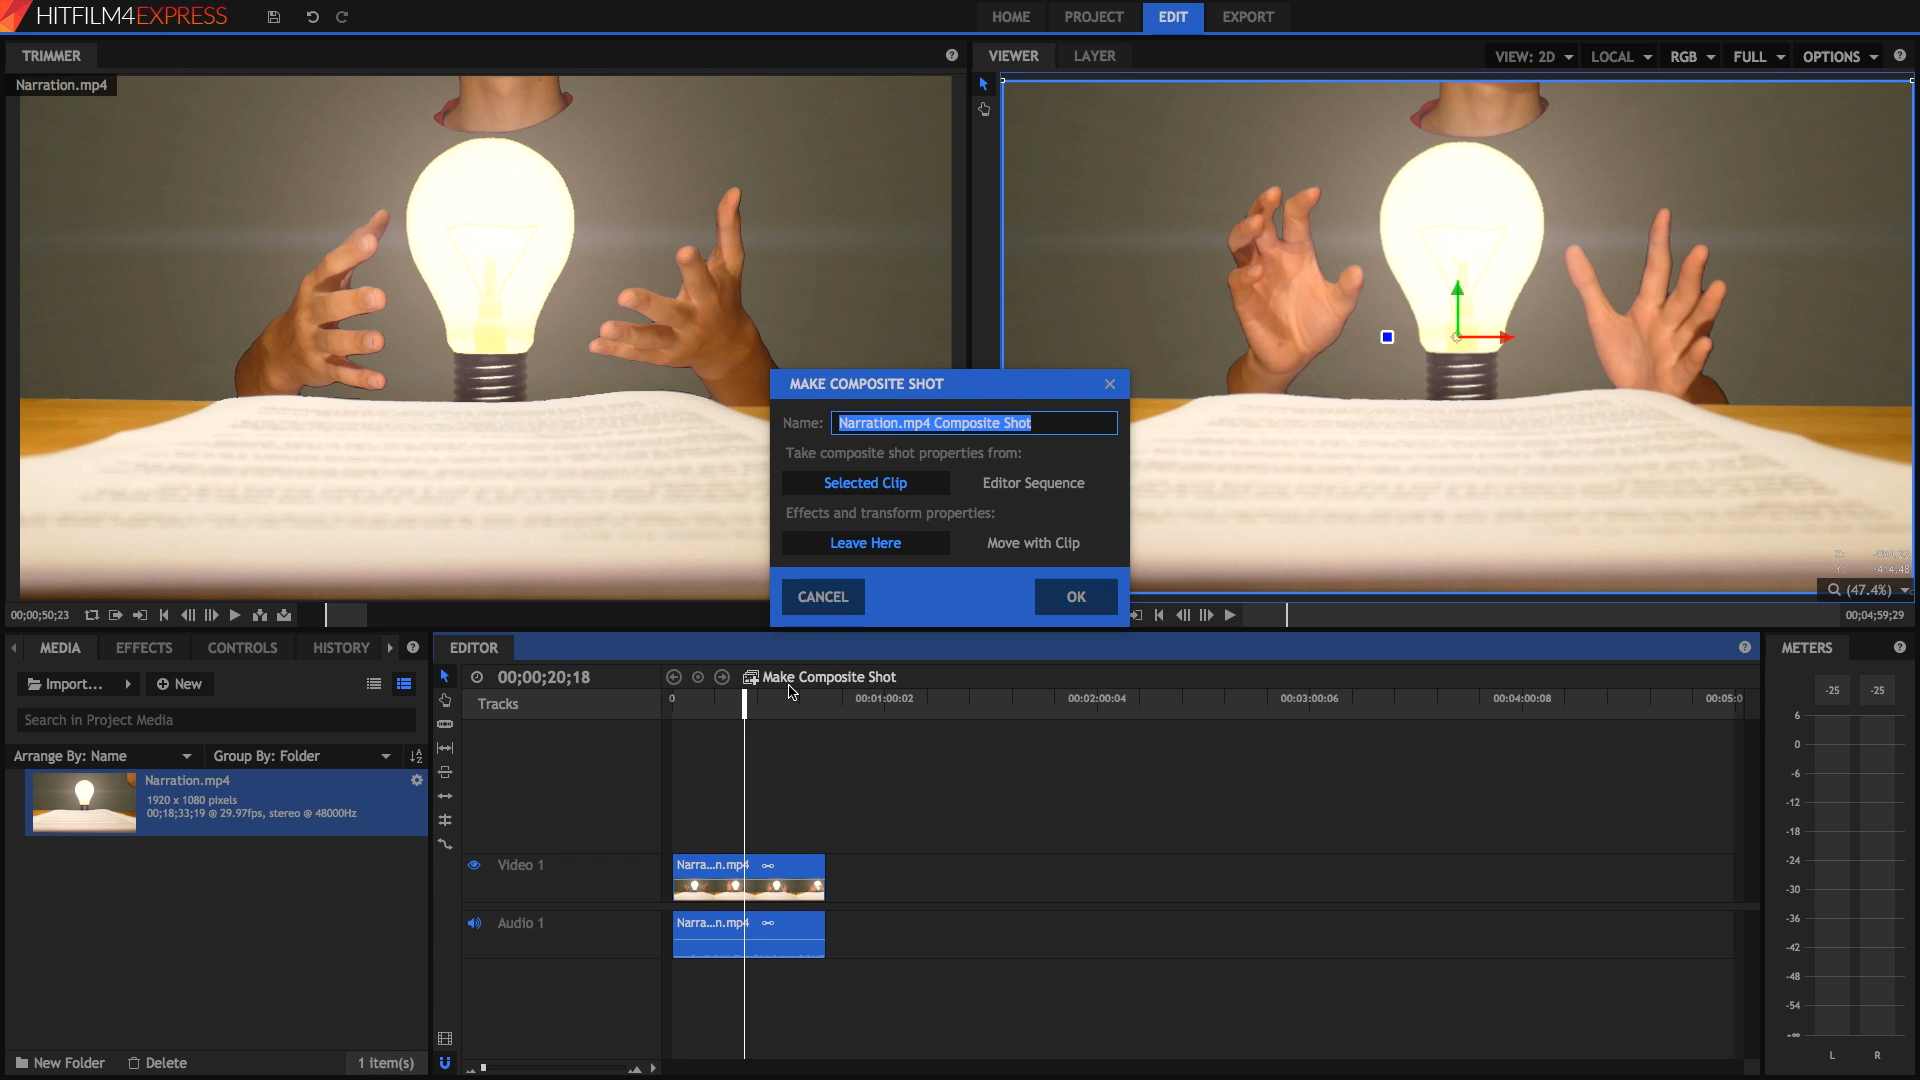 HITFILM4EXPRESS
HOME PROJECT EDIT EXPORT
TRIMMER
Narration.mp4
VIEWER LAYER
VIEW: 2D LOCAL RGB FULL OPTIONS
MAKE COMPOSITE SHOT
Name: Narration.mp4 Composite Shot
Take composite shot properties from:
Selected Clip Editor Sequence
Effects and transform properties:
Leave Here Move with Clip
CANCEL OK
X:
Y: -414.48
(47.4%)
00;00;50;23
00;04;59;29
MEDIA EFFECTS CONTROLS HISTORY
Import... New
Search in Project Media
Arrange By: Name Group By: Folder
Narration.mp4
1920 x 1080 pixels
00;18;33;19 @ 29.97fps, stereo @ 48000Hz
New Folder Delete 1 item(s)
EDITOR
00;00;20;18 Make Composite Shot
Tracks
0 00:01:00:02 00:02:00:04 00:03:00:06 00:04:00:08 00:05:0
Video 1
Narra...n.mp4
Audio 1
Narra...n.mp4
METERS
-25 -25
6
0
-6
-12
-18
-24
-30
-36
-42
-48
-54
-∞
L R